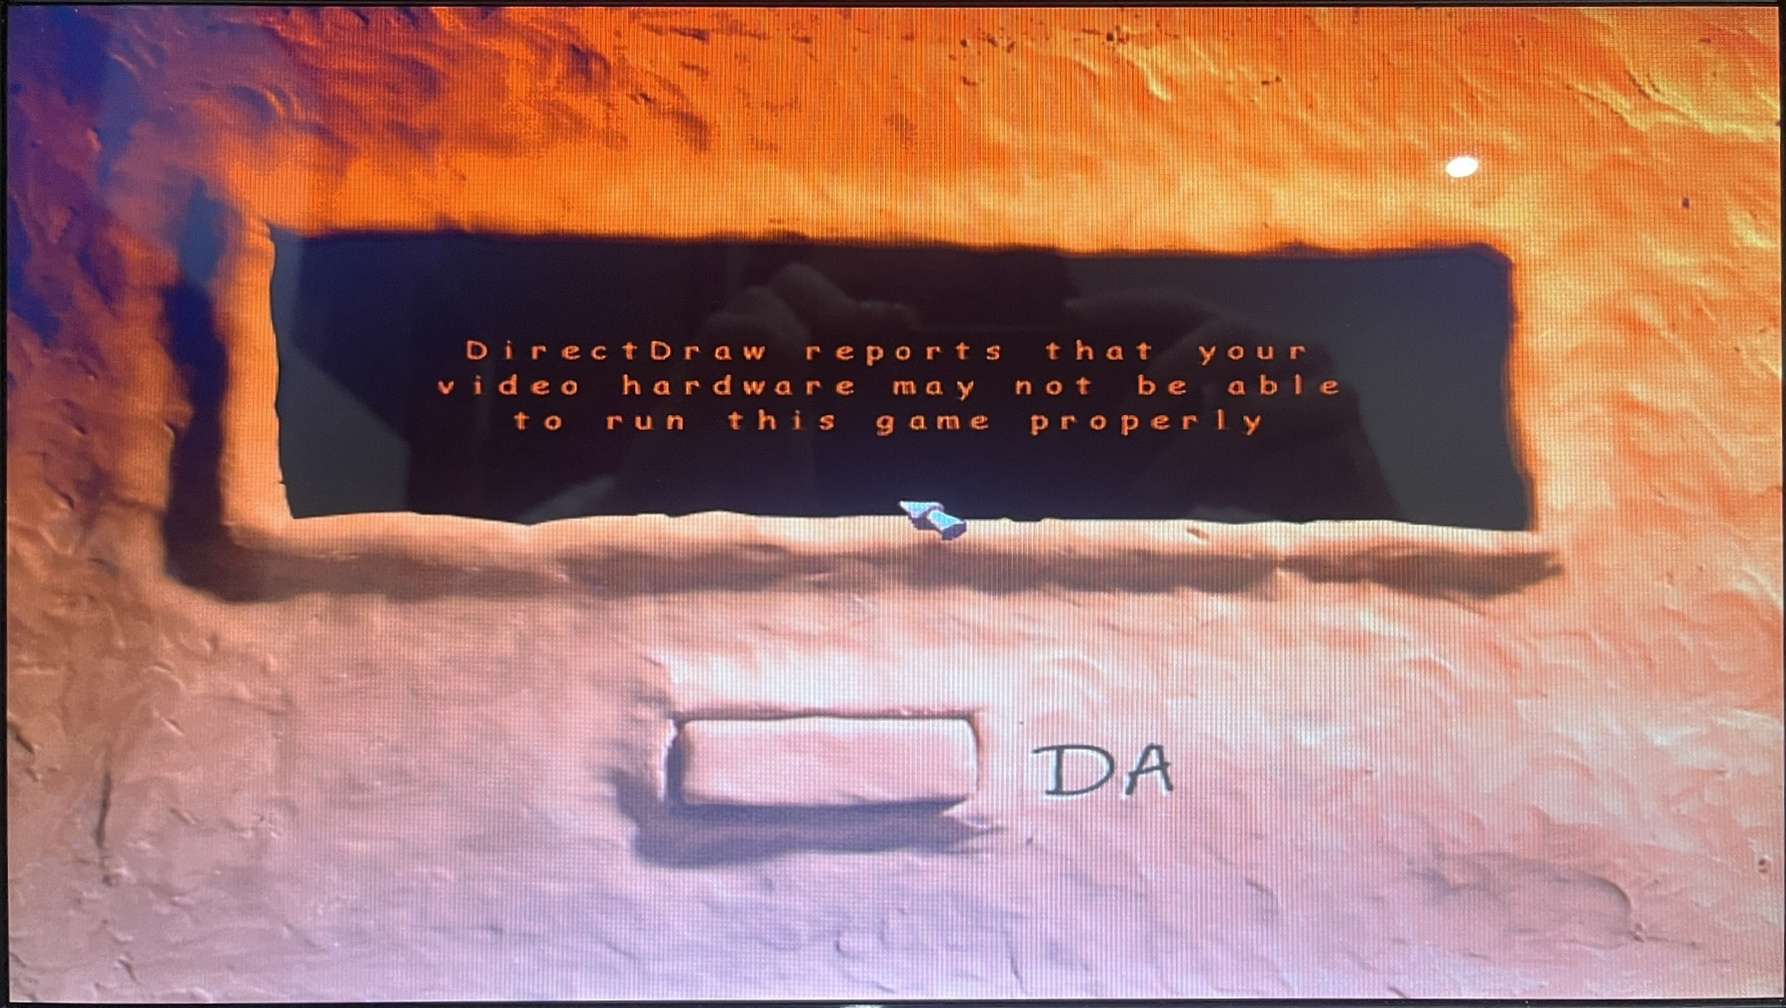 DirectDraw reports that your
video hardware may not be able
to run this game properly
DA